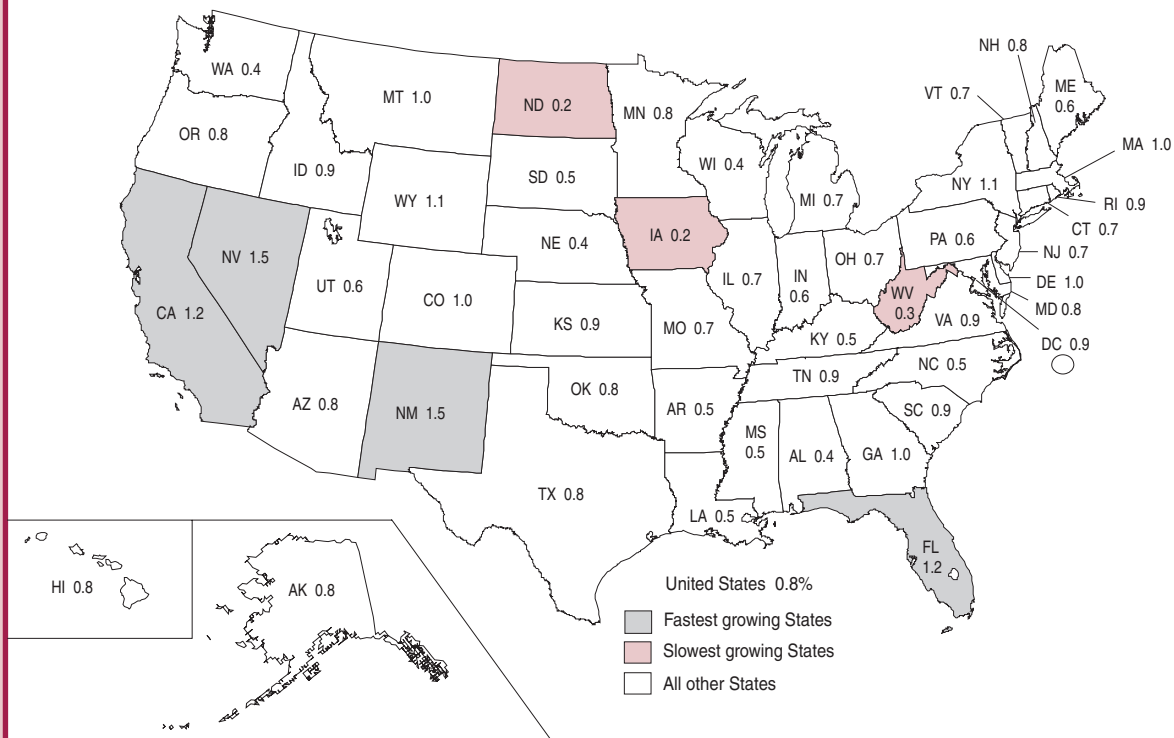 WA 0.4
OR 0.8
CA 1.2
NV 1.5
ID 0.9
MT 1.0
WY 1.1
UT 0.6
CO 1.0
AZ 0.8
NM 1.5
ND 0.2
SD 0.5
NE 0.4
KS 0.9
OK 0.8
TX 0.8
MN 0.8
IA 0.2
MO 0.7
AR 0.5
LA 0.5
WI 0.4
IL 0.7
MI 0.7
IN
0.6
OH 0.7
KY 0.5
TN 0.9
MS
0.5
AL 0.4
GA 1.0
FL
1.2
SC 0.9
NC 0.5
VA 0.9
WV
0.3
PA 0.6
NY 1.1
VT 0.7
NH 0.8
ME
0.6
MA 1.0
RI 0.9
CT 0.7
NJ 0.7
DE 1.0
MD 0.8
DC 0.9
HI 0.8
AK 0.8
United States 0.8%
Fastest growing States
Slowest growing States
All other States